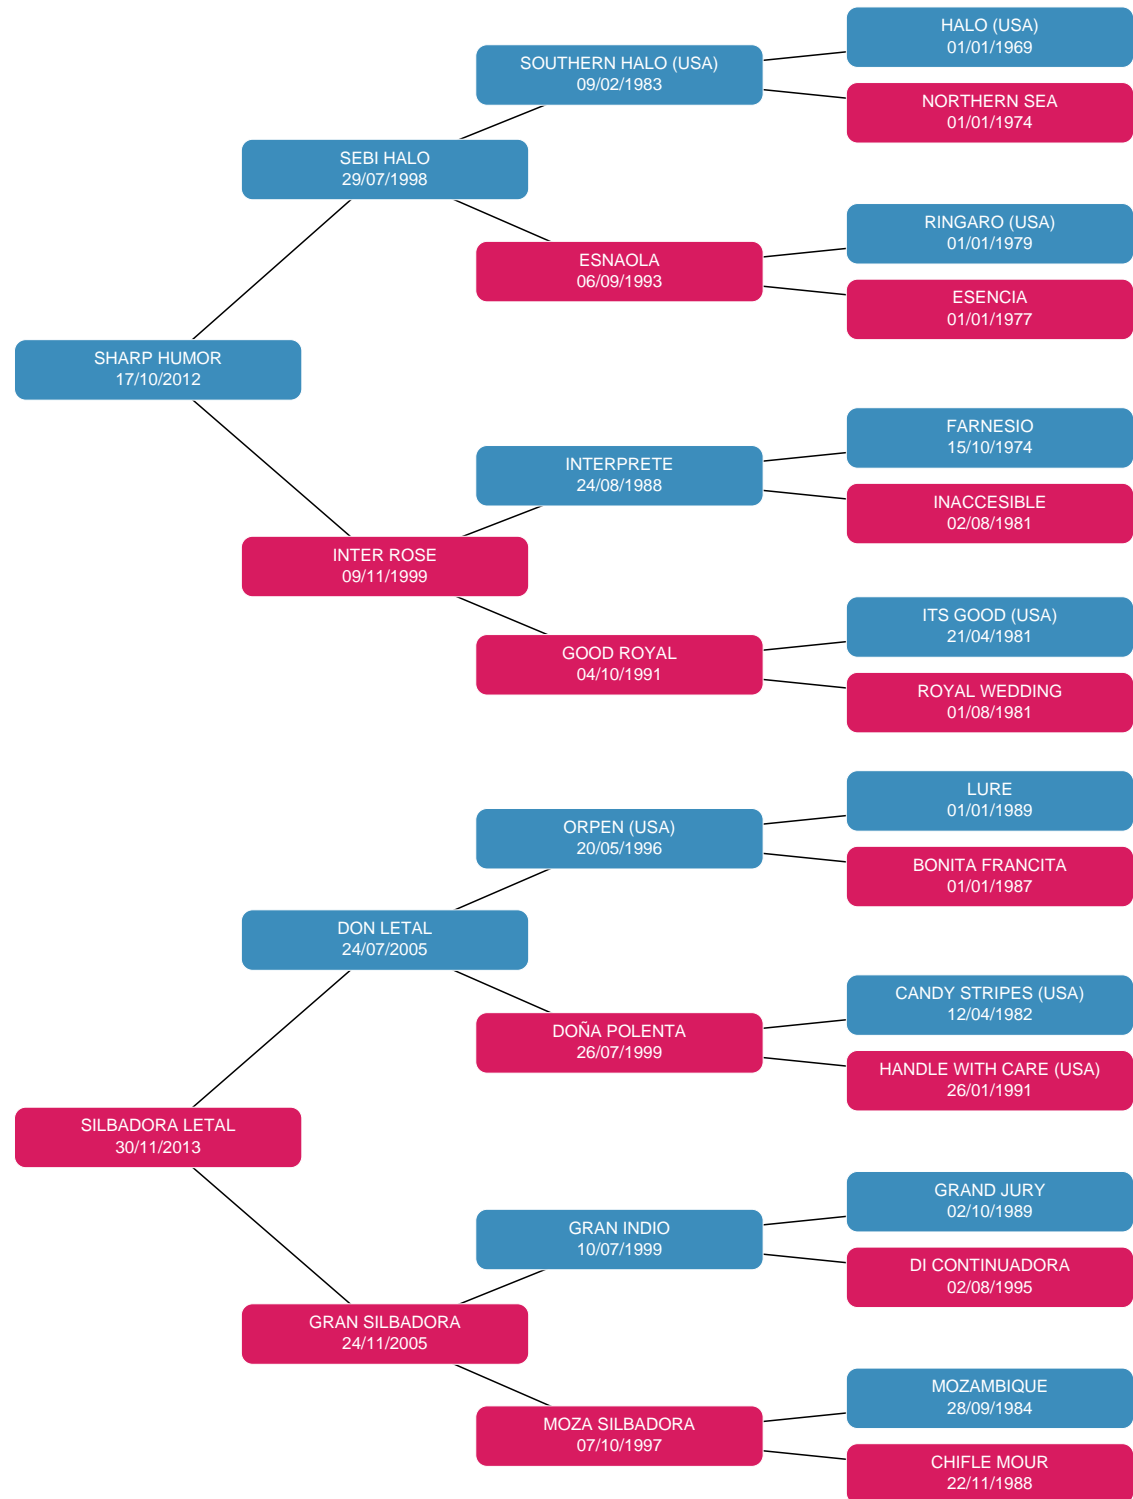 HALO (USA)
01/01/1969
SOUTHERN HALO (USA)
09/02/1983
NORTHERN SEA
01/01/1974
SEBI HALO
29/07/1998
RINGARO (USA)
01/01/1979
ESNAOLA
06/09/1993
ESENCIA
01/01/1977
SHARP HUMOR
17/10/2012
FARNESIO
15/10/1974
INTERPRETE
24/08/1988
INACCESIBLE
02/08/1981
INTER ROSE
09/11/1999
ITS GOOD (USA)
21/04/1981
GOOD ROYAL
04/10/1991
ROYAL WEDDING
01/08/1981
LURE
01/01/1989
ORPEN (USA)
20/05/1996
BONITA FRANCITA
01/01/1987
DON LETAL
24/07/2005
CANDY STRIPES (USA)
12/04/1982
DOÑA POLENTA
26/07/1999
HANDLE WITH CARE (USA)
26/01/1991
SILBADORA LETAL
30/11/2013
GRAND JURY
02/10/1989
GRAN INDIO
10/07/1999
DI CONTINUADORA
02/08/1995
GRAN SILBADORA
24/11/2005
MOZAMBIQUE
28/09/1984
MOZA SILBADORA
07/10/1997
CHIFLE MOUR
22/11/1988